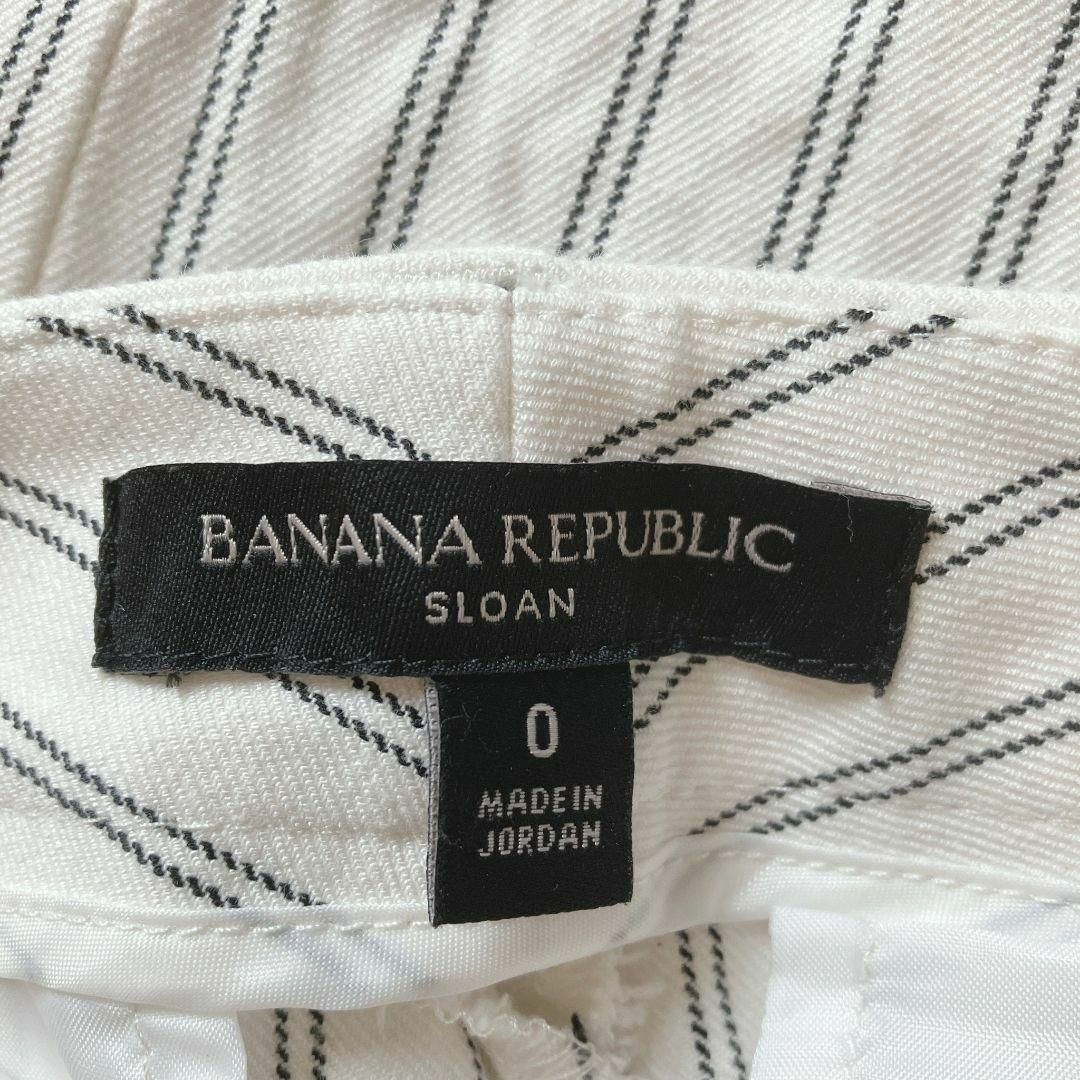 BANANA REPUBLIC
SLOAN
0
MADE IN
JORDAN